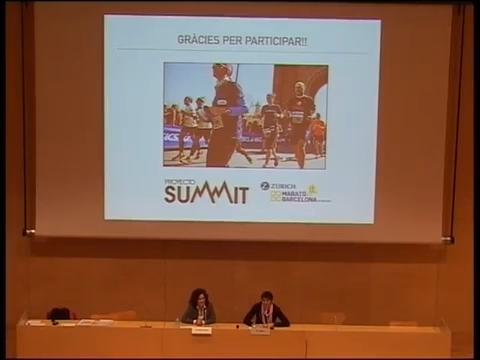 GRÀCIES PER PARTICIPAR!!
PROYECTO
SUMMIT
ZURICH
MARATÓ
BARCELONA